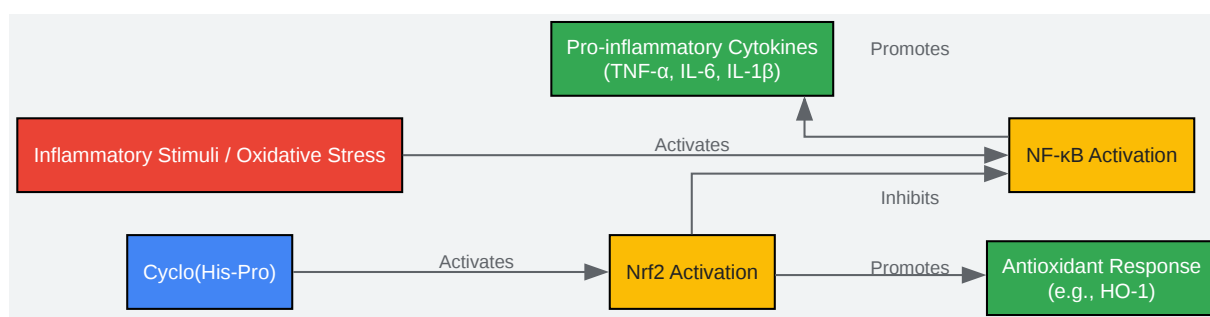 Pro-inflammatory Cytokines
(TNF-α, IL-6, IL-1β)
Promotes
Inflammatory Stimuli / Oxidative Stress
Activates
NF-κB Activation
Inhibits
Cyclo(His-Pro)
Activates
Nrf2 Activation
Promotes
Antioxidant Response
(e.g., HO-1)